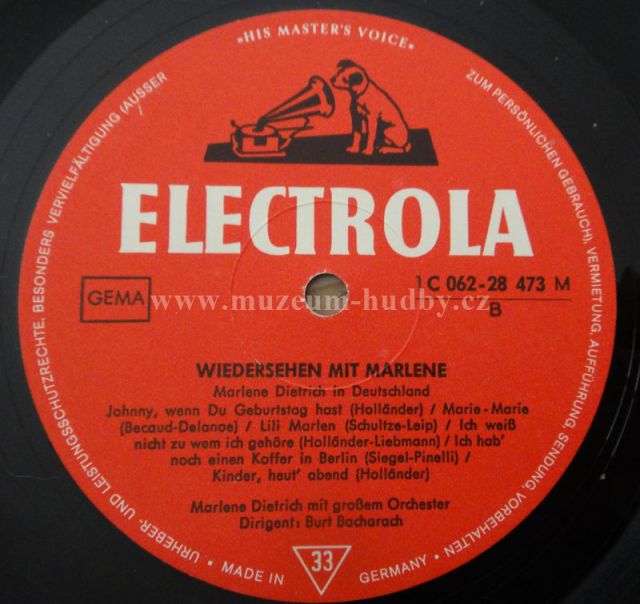 »HIS MASTER'S VOICE«
ELECTROLA
GEMA
1 C 062-28 473 M
B
www.muzeum-hudby.cz
WIEDERSEHEN MIT MARLENE
Marlene Dietrich in Deutschland
Johnny, wenn Du Geburtstag hast (Holländer) / Marie-Marie
(Becaud-Delanoe) / Lili Marlen (Schultze-Leip) / Ich weiß
nicht zu wem ich gehöre (Holländer-Liebmann) / Ich hab'
noch einen Koffer in Berlin (Siegel-Pinelli) /
Kinder, heut' abend (Holländer)
Marlene Dietrich mit großem Orchester
Dirigent: Burt Bacharach
URHEBER- UND LEISTUNGSSCHUTZRECHTE, BESONDERS VERVIELFÄLTIGUNG (AUSSER
ZUM PERSÖNLICHEN GEBRAUCH), VERMIETUNG, AUFFÜHRUNG, SENDUNG, VORBEHALTEN
• MADE IN
33
GERMANY •